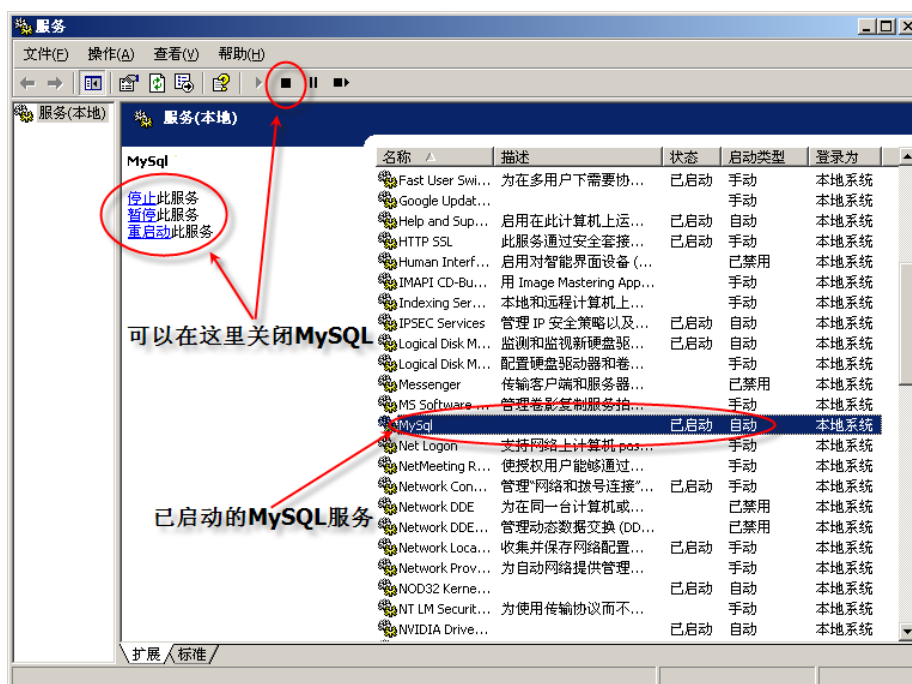 服务
文件(F) 操作(A) 查看(V) 帮助(H)
服务(本地)
服务(本地)
MySql
停止此服务
暂停此服务
重启动此服务
可以在这里关闭MySQL
已启动的MySQL服务
名称 描述 状态 启动类型 登录为
Fast User Swi... 为在多用户下需要协... 已启动 手动 本地系统
Google Updat... 手动 本地系统
Help and Sup... 启用在此计算机上运... 已启动 自动 本地系统
HTTP SSL 此服务通过安全套接... 已启动 手动 本地系统
Human Interf... 启用对智能界面设备 (... 已禁用 本地系统
IMAPI CD-Bu... 用 Image Mastering App... 手动 本地系统
Indexing Ser... 本地和远程计算机上... 手动 本地系统
IPSEC Services 管理 IP 安全策略以及... 已启动 自动 本地系统
Logical Disk M... 监测和监视新硬盘驱... 已启动 自动 本地系统
Logical Disk M... 配置硬盘驱动器和卷... 手动 本地系统
Messenger 传输客户端和服务器... 已禁用 本地系统
MS Software ... 管理卷影复制服务拍... 手动 本地系统
MySql 已启动 自动 本地系统
Net Logon 支持网络上计算机 pas... 手动 本地系统
NetMeeting R... 使授权用户能够通过... 手动 本地系统
Network Con... 管理“网络和拨号连接”... 已启动 手动 本地系统
Network DDE 为在同一台计算机或... 已禁用 本地系统
Network DDE... 管理动态数据交换 (DD... 已禁用 本地系统
Network Loca... 收集并保存网络配置... 已启动 手动 本地系统
Network Prov... 为自动网络提供管理... 手动 本地系统
NOD32 Kerne... 已启动 自动 本地系统
NT LM Securit... 为使用传输协议而不... 手动 本地系统
NVIDIA Drive... 已启动 自动 本地系统
扩展 标准